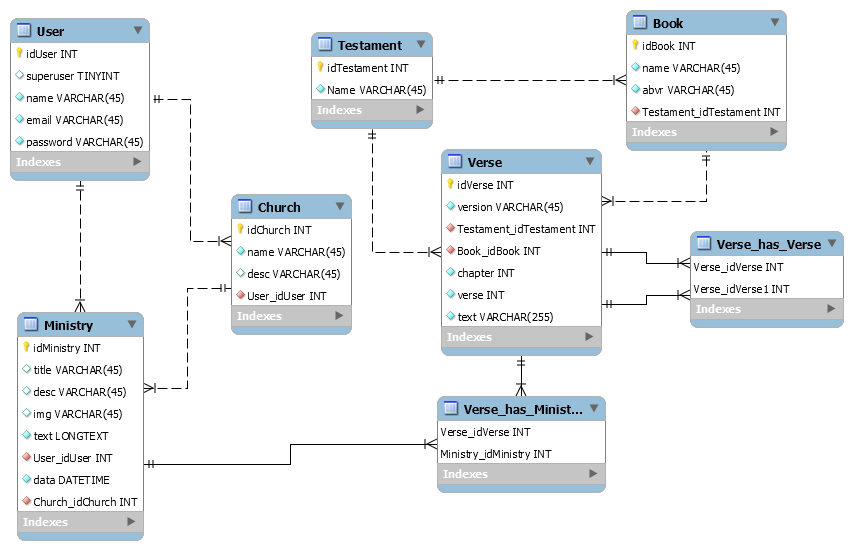 User
idUser INT
superuser TINYINT
name VARCHAR(45)
email VARCHAR(45)
password VARCHAR(45)
Indexes
Testament
idTestament INT
Name VARCHAR(45)
Indexes
Book
idBook INT
name VARCHAR(45)
abvr VARCHAR(45)
Testament_idTestament INT
Indexes
Church
idChurch INT
name VARCHAR(45)
desc VARCHAR(45)
User_idUser INT
Indexes
Verse
idVerse INT
version VARCHAR(45)
Testament_idTestament INT
Book_idBook INT
chapter INT
verse INT
text VARCHAR(255)
Indexes
Verse_has_Verse
Verse_idVerse INT
Verse_idVerse1 INT
Indexes
Ministry
idMinistry INT
title VARCHAR(45)
desc VARCHAR(45)
img VARCHAR(45)
text LONGTEXT
User_idUser INT
data DATETIME
Church_idChurch INT
Indexes
Verse_has_Minist...
Verse_idVerse INT
Ministry_idMinistry INT
Indexes